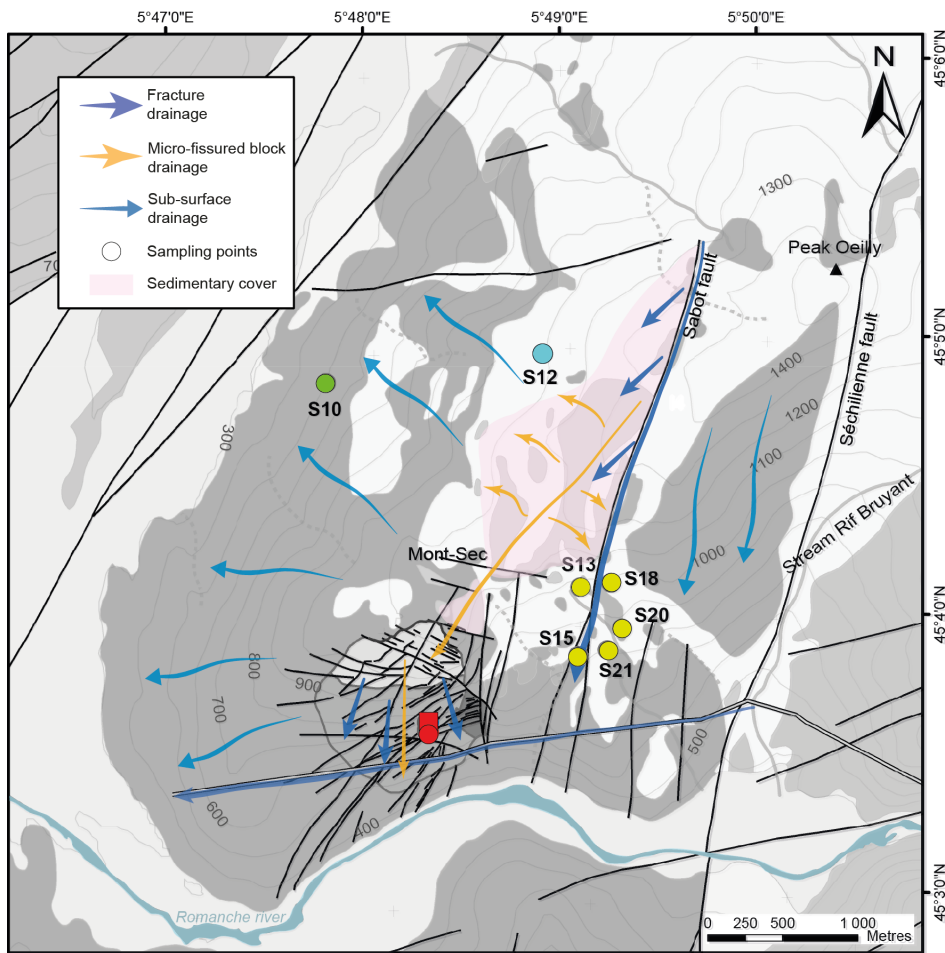 5°47'0"E
5°48'0"E
5°49'0"E
5°50'0"E
45°6'0"N
45°5'0"N
45°4'0"N
45°3'0"N
N
Fracture
drainage
Micro-fissured block
drainage
Sub-surface
drainage
Sampling points
Sedimentary cover
1300
Peak Oeilly
Sabot fault
Séchilienne fault
1400
1200
1100
1000
Stream Rif Bruyant
S12
S10
300
Mont-Sec
S13
S18
S20
S15
S21
800
900
700
600
500
400
Romanche river
0 250 500 1 000
Metres